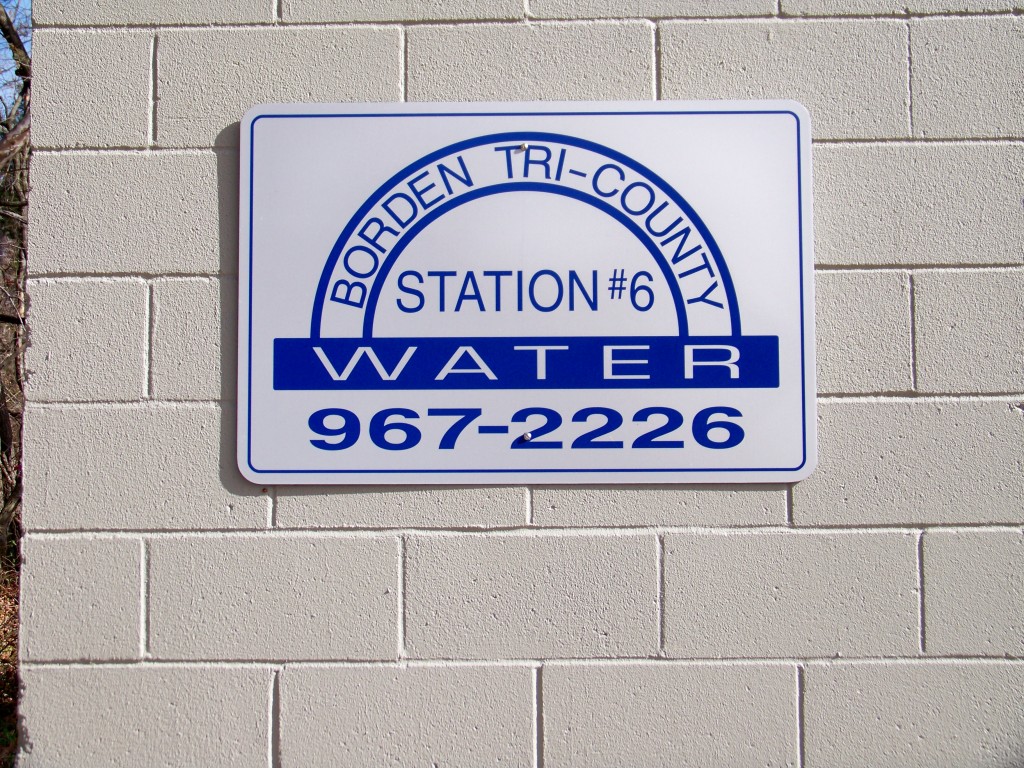 BORDEN TRI-COUNTY
STATION #6
WATER
967-2226